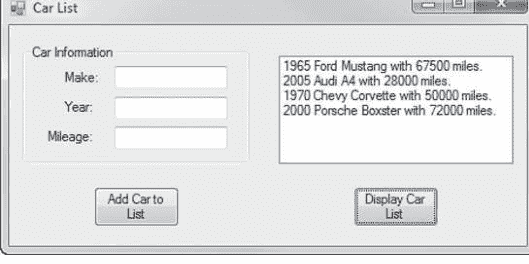 Car List
Car Information
Make:
Year:
Mileage:
1965 Ford Mustang with 67500 miles.
2005 Audi A4 with 28000 miles.
1970 Chevy Corvette with 50000 miles.
2000 Porsche Boxster with 72000 miles.
Add Car to
List
Display Car
List